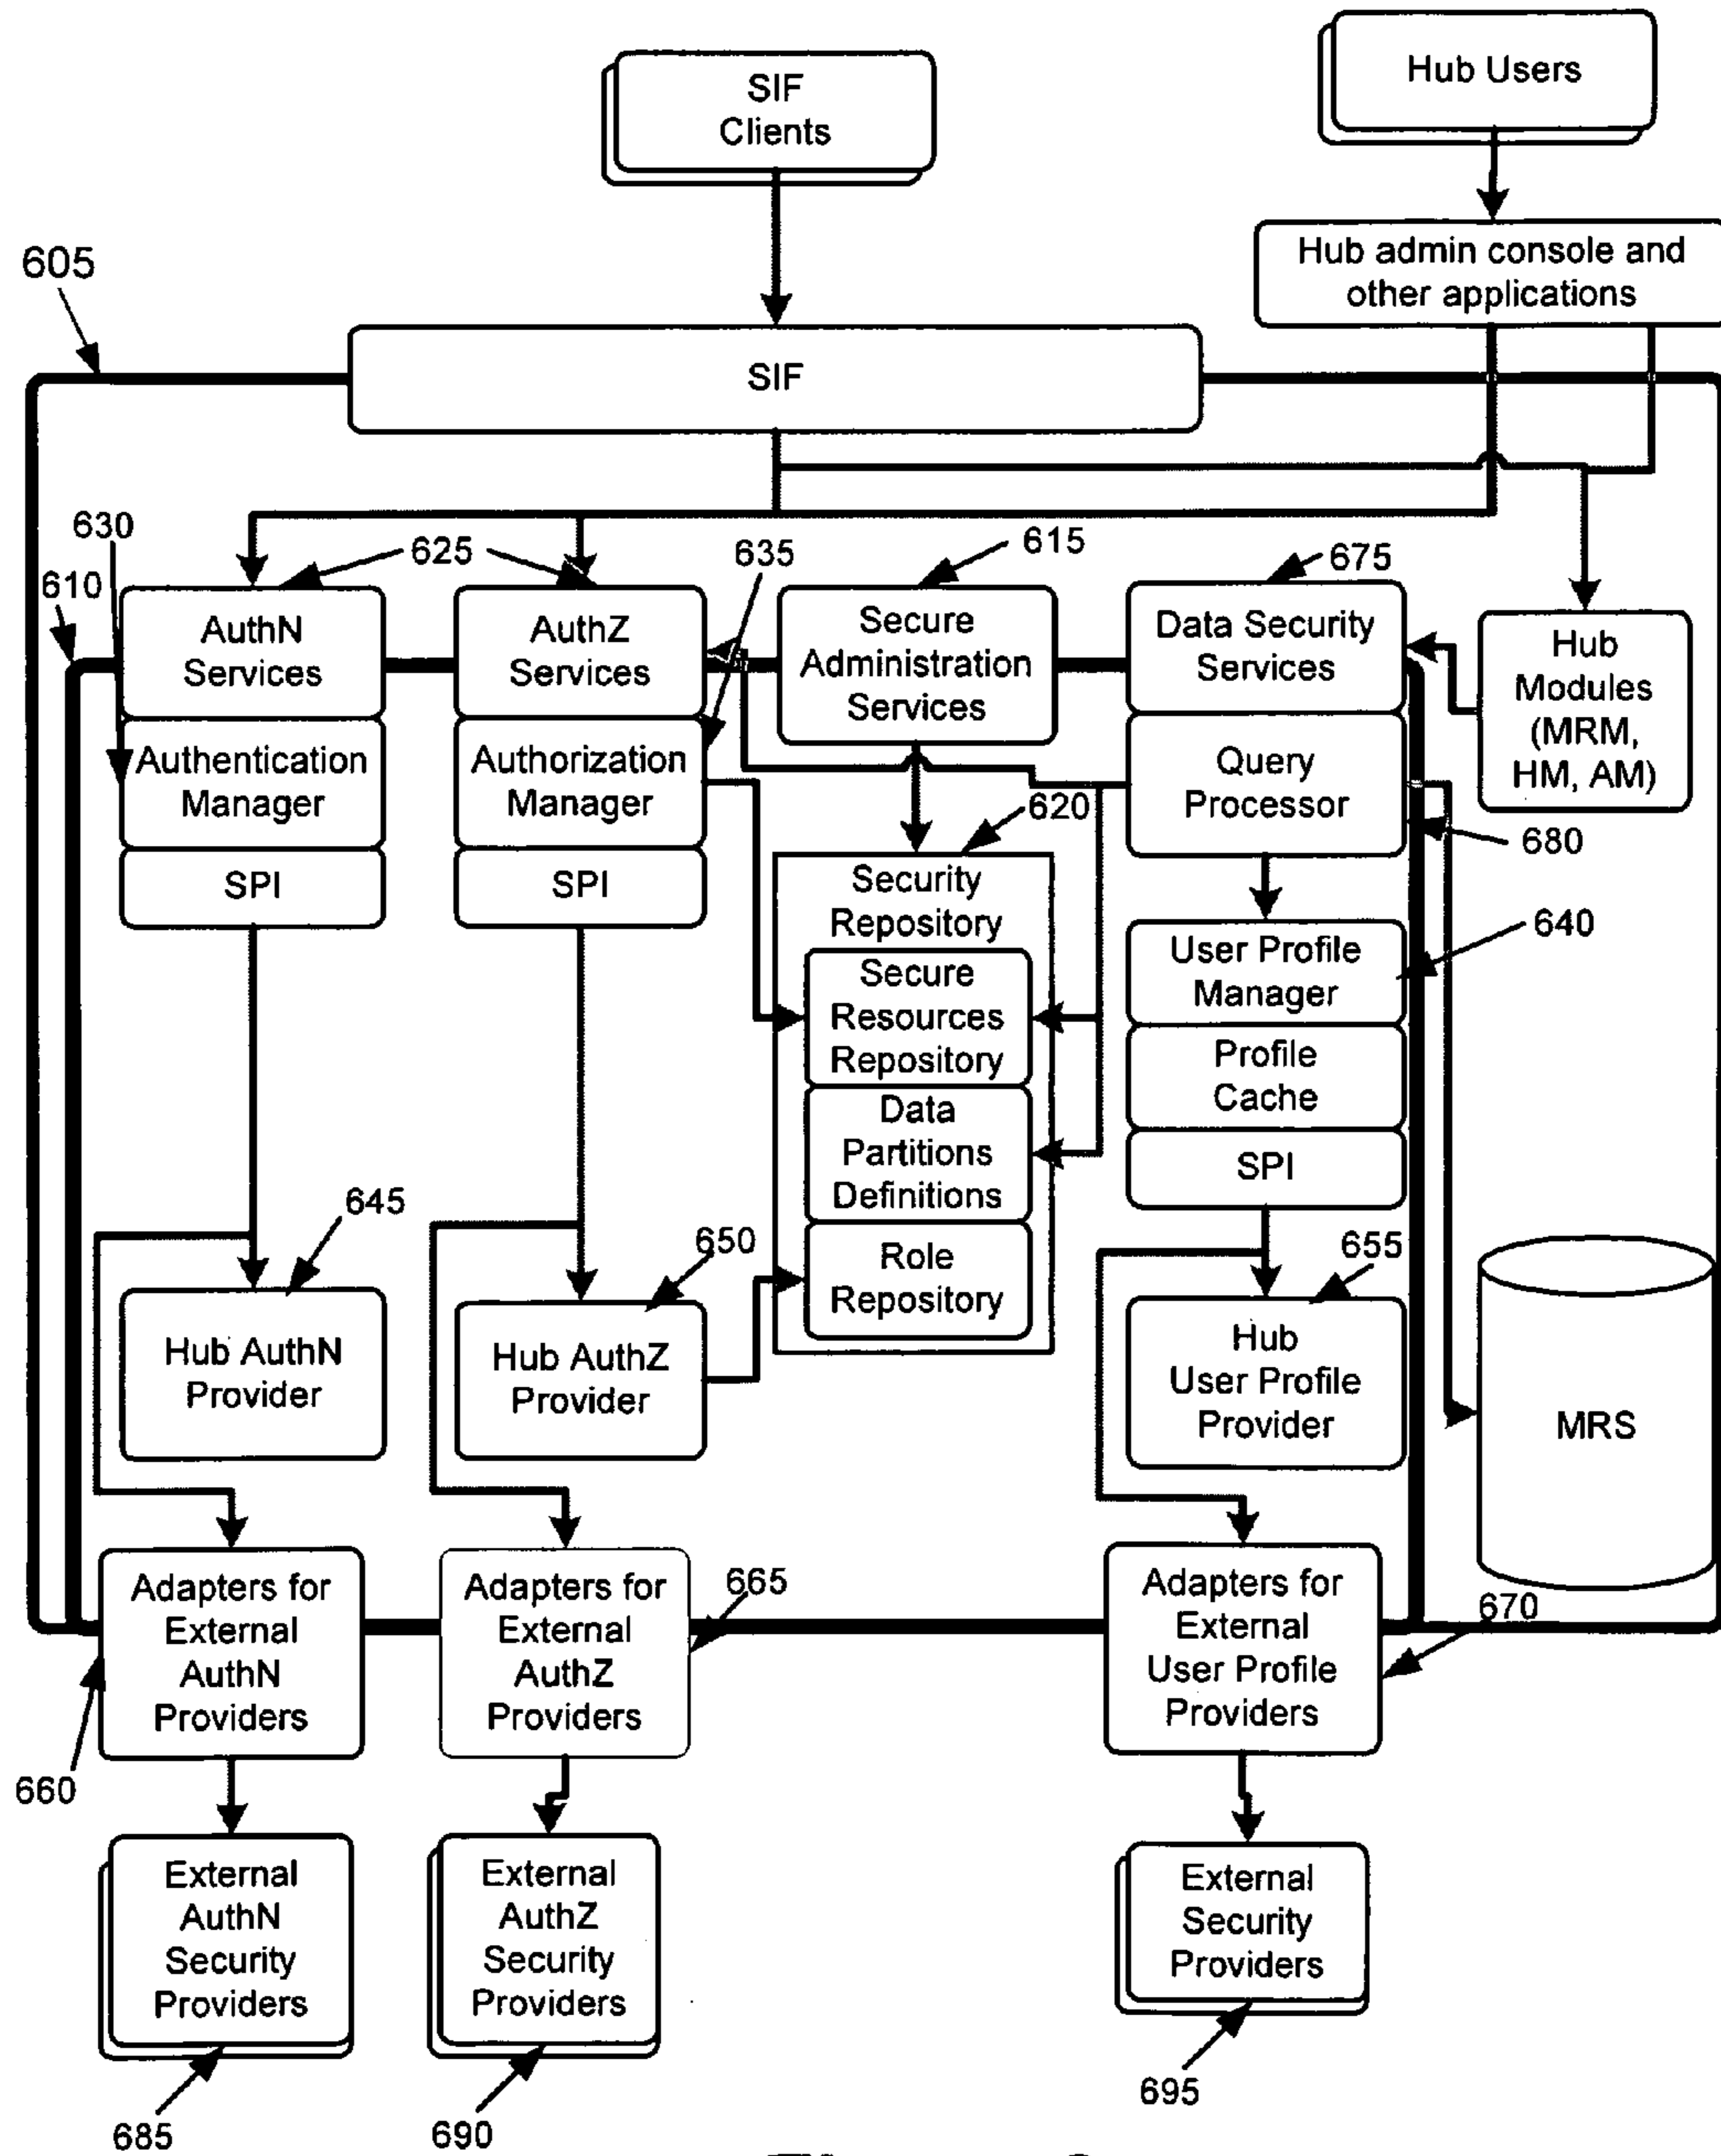 SIF
Clients
Hub Users
Hub admin console and
other applications
605
SIF
630
625
635
615
675
610
AuthN
Services
AuthZ
Services
Secure
Administration
Services
Data Security
Services
Hub
Modules
(MRM,
HM, AM)
Authentication
Manager
Authorization
Manager
Query
Processor
620
680
SPI
SPI
Security
Repository
640
User Profile
Manager
Secure
Resources
Repository
Profile
Cache
Data
Partitions
Definitions
SPI
645
650
655
Role
Repository
Hub AuthN
Provider
Hub AuthZ
Provider
Hub
User Profile
Provider
MRS
Adapters for
External
AuthN
Providers
Adapters for
External
AuthZ
Providers
665
Adapters for
External
User Profile
Providers
670
660
External
AuthN
Security
Providers
External
AuthZ
Security
Providers
External
Security
Providers
695
685
690